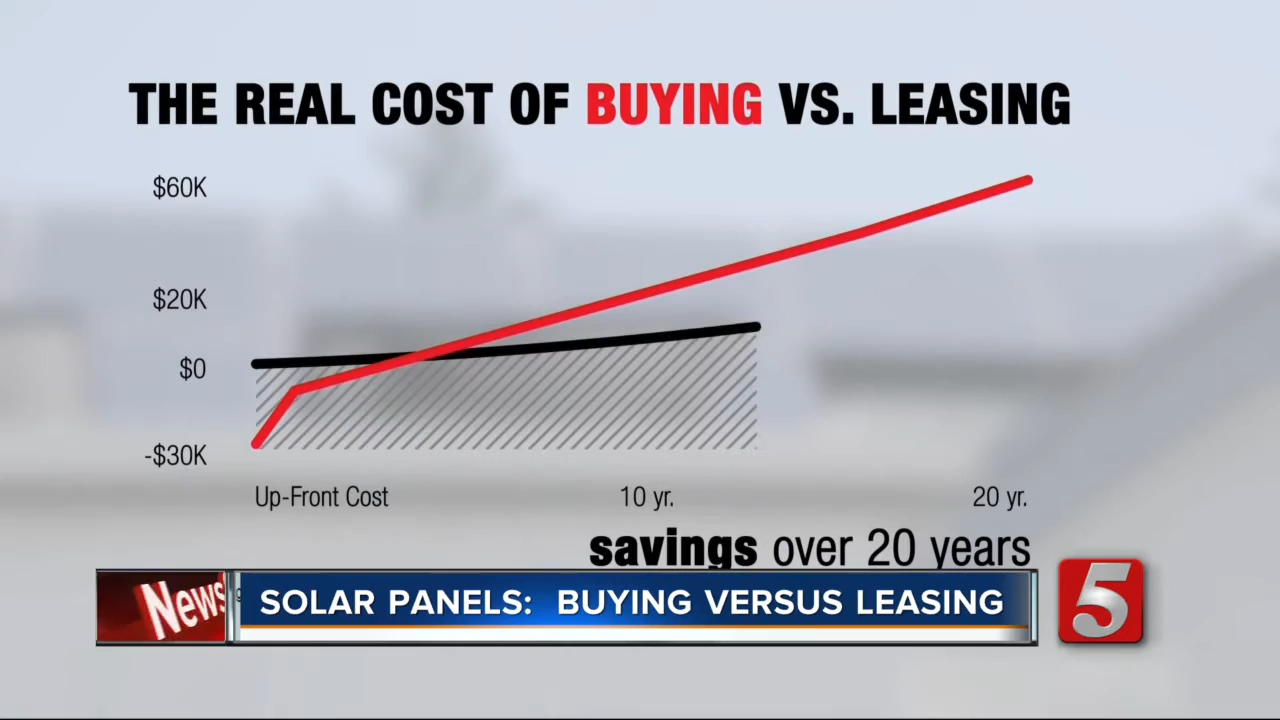 THE REAL COST OF BUYING VS. LEASING
$60K
$20K
$0
-$30K
Up-Front Cost 10 yr. 20 yr.
savings over 20 years
News
SOLAR PANELS: BUYING VERSUS LEASING
5